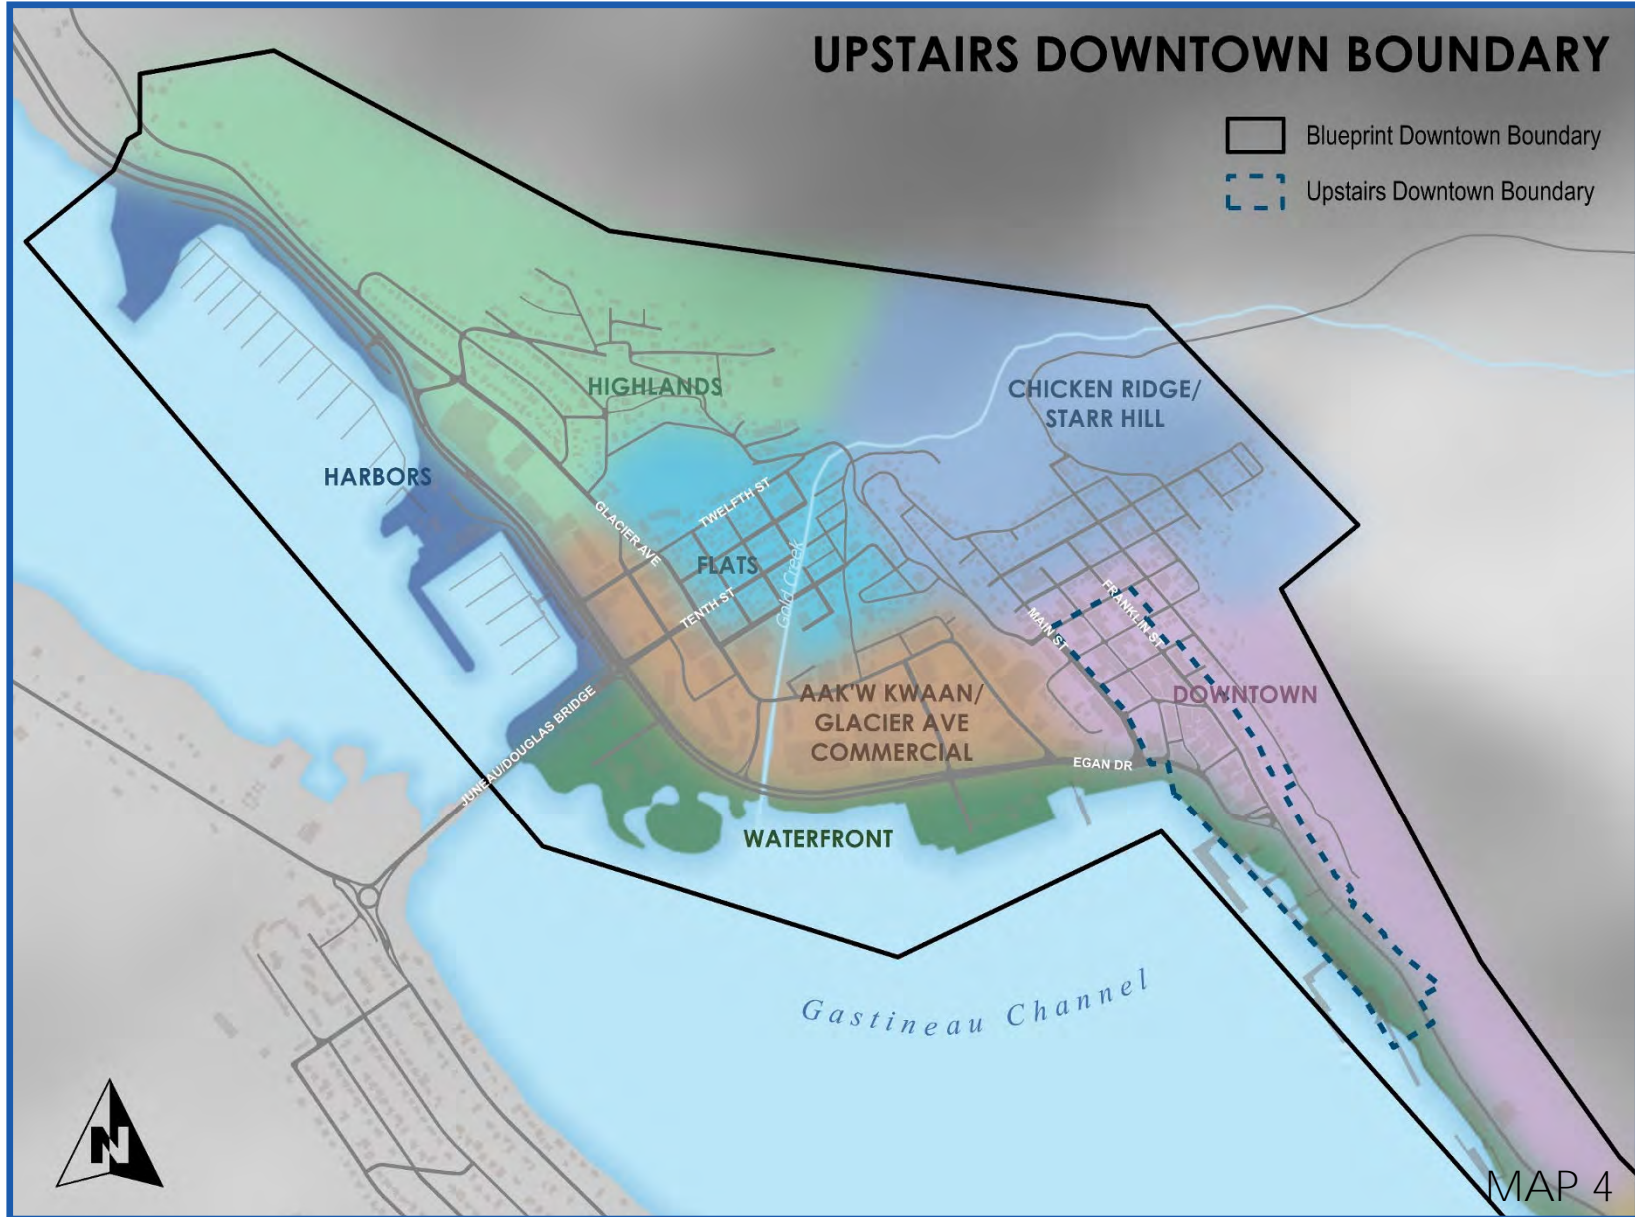 UPSTAIRS DOWNTOWN BOUNDARY
Blueprint Downtown Boundary
Upstairs Downtown Boundary
HIGHLANDS
CHICKEN RIDGE/
STARR HILL
HARBORS
GLACIER AVE
TWELFTH ST
FLATS
TENTH ST
Gold Creek
MAIN ST
FRANKLIN ST
DOWNTOWN
AAK'W KWAAN/
GLACIER AVE
COMMERCIAL
JUNEAU/DOUGLAS BRIDGE
EGAN DR
WATERFRONT
Gastineau Channel
N
MAP 4